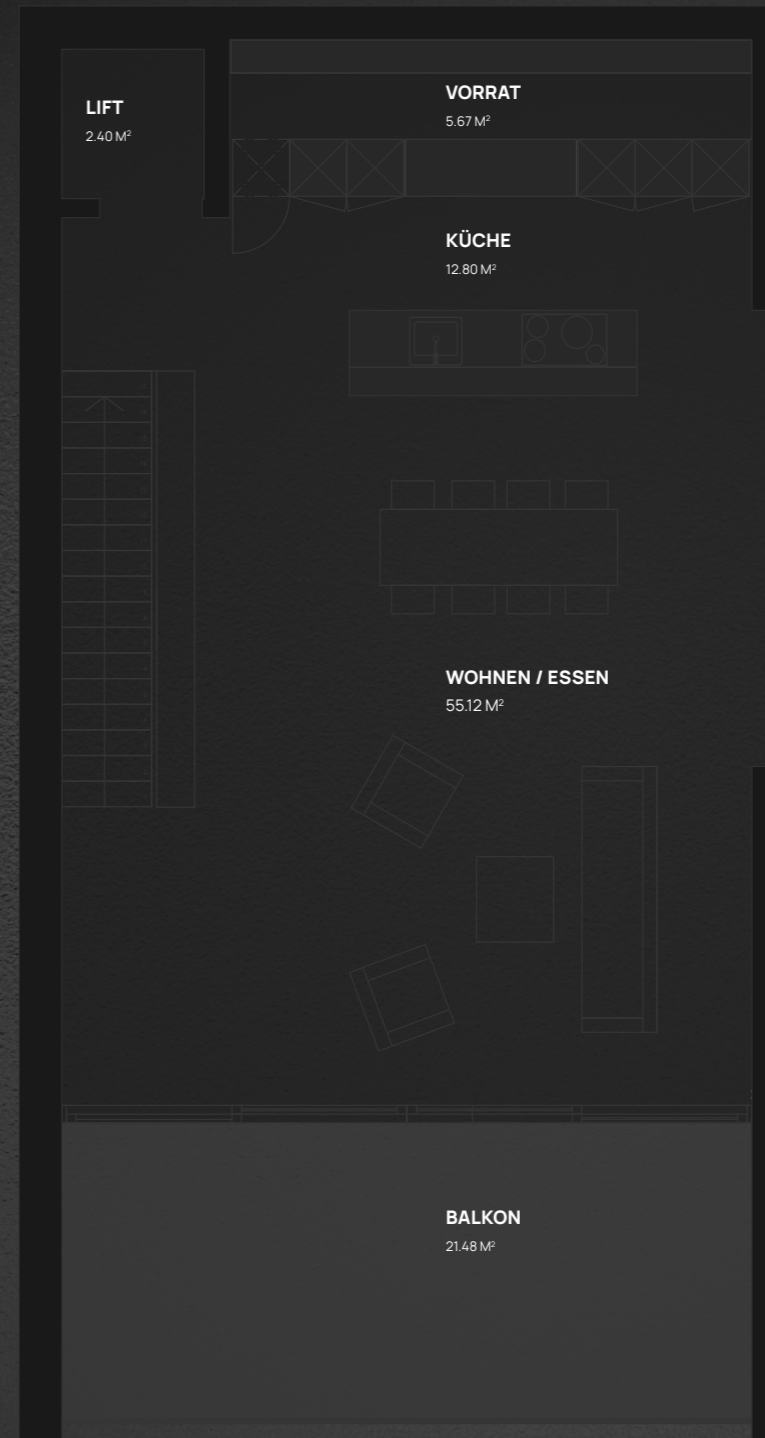 LIFT
2.40 M²
VORRAT
5.67 M²
KÜCHE
12.80 M²
WOHNEN / ESSEN
55.12 M²
BALKON
21.48 M²